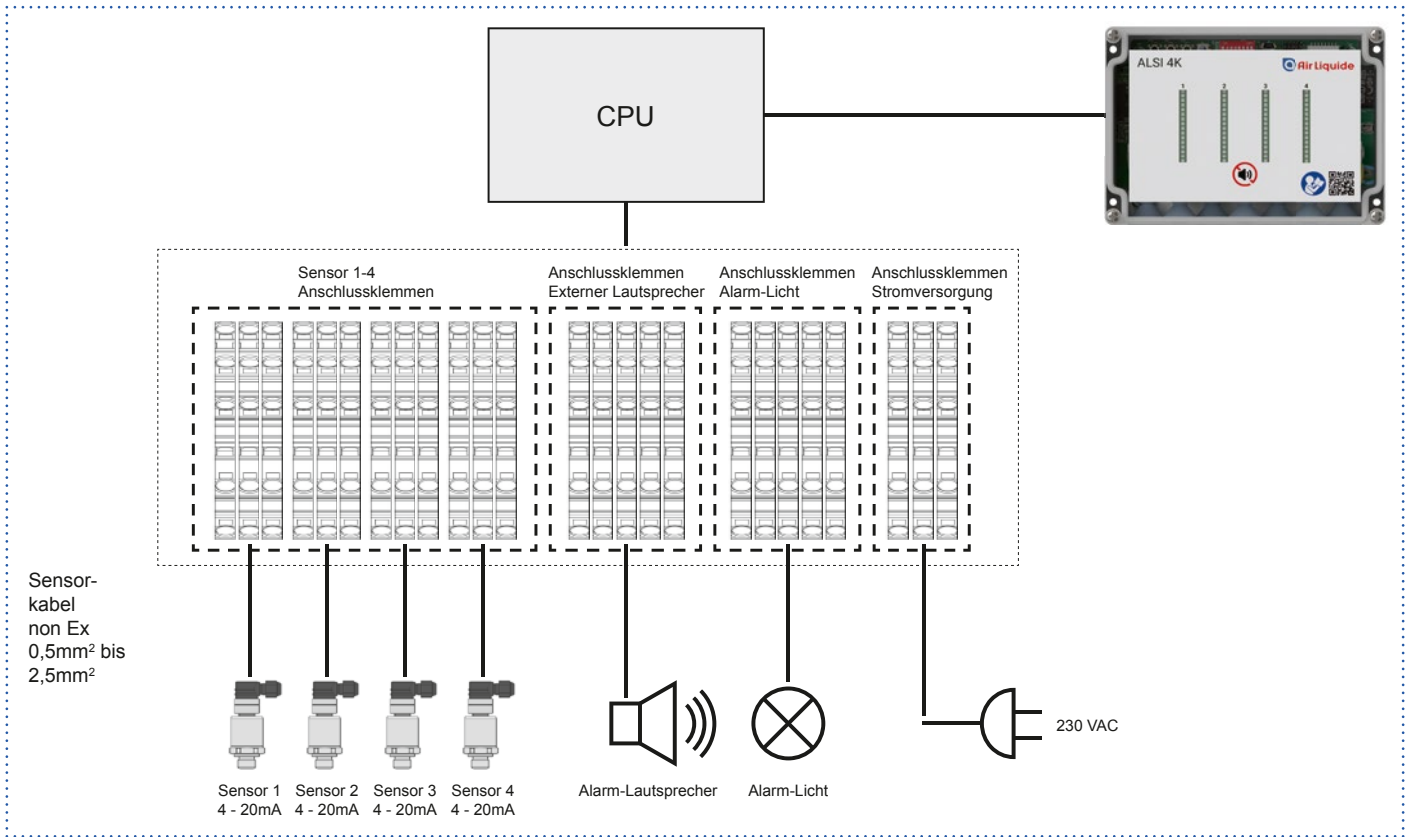 CPU
ALSI 4K
Air Liquide
1 2 3 4
Sensor 1-4
Anschlussklemmen
Anschlussklemmen
Externer Lautsprecher
Anschlussklemmen
Alarm-Licht
Anschlussklemmen
Stromversorgung
Sensor-
kabel
non Ex
0,5mm² bis
2,5mm²
230 VAC
Sensor 1
4 - 20mA
Sensor 2
4 - 20mA
Sensor 3
4 - 20mA
Sensor 4
4 - 20mA
Alarm-Lautsprecher
Alarm-Licht